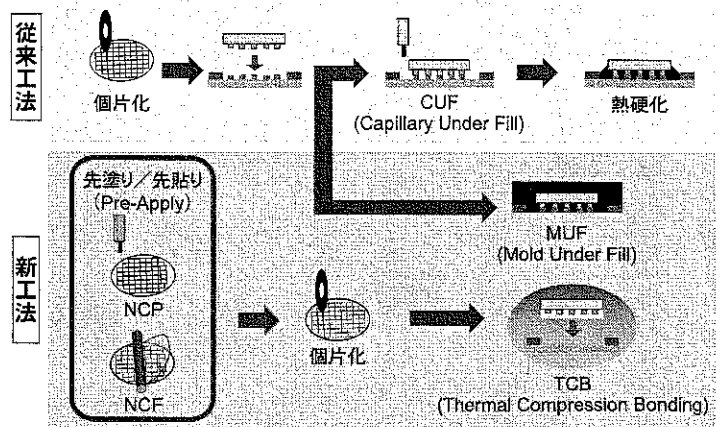 従来工法
個片化
CUF
(Capillary Under Fill)
熱硬化
新工法
先塗り/先貼り
(Pre-Apply)
NCP
NCF
個片化
MUF
(Mold Under Fill)
TCB
(Thermal Compression Bonding)